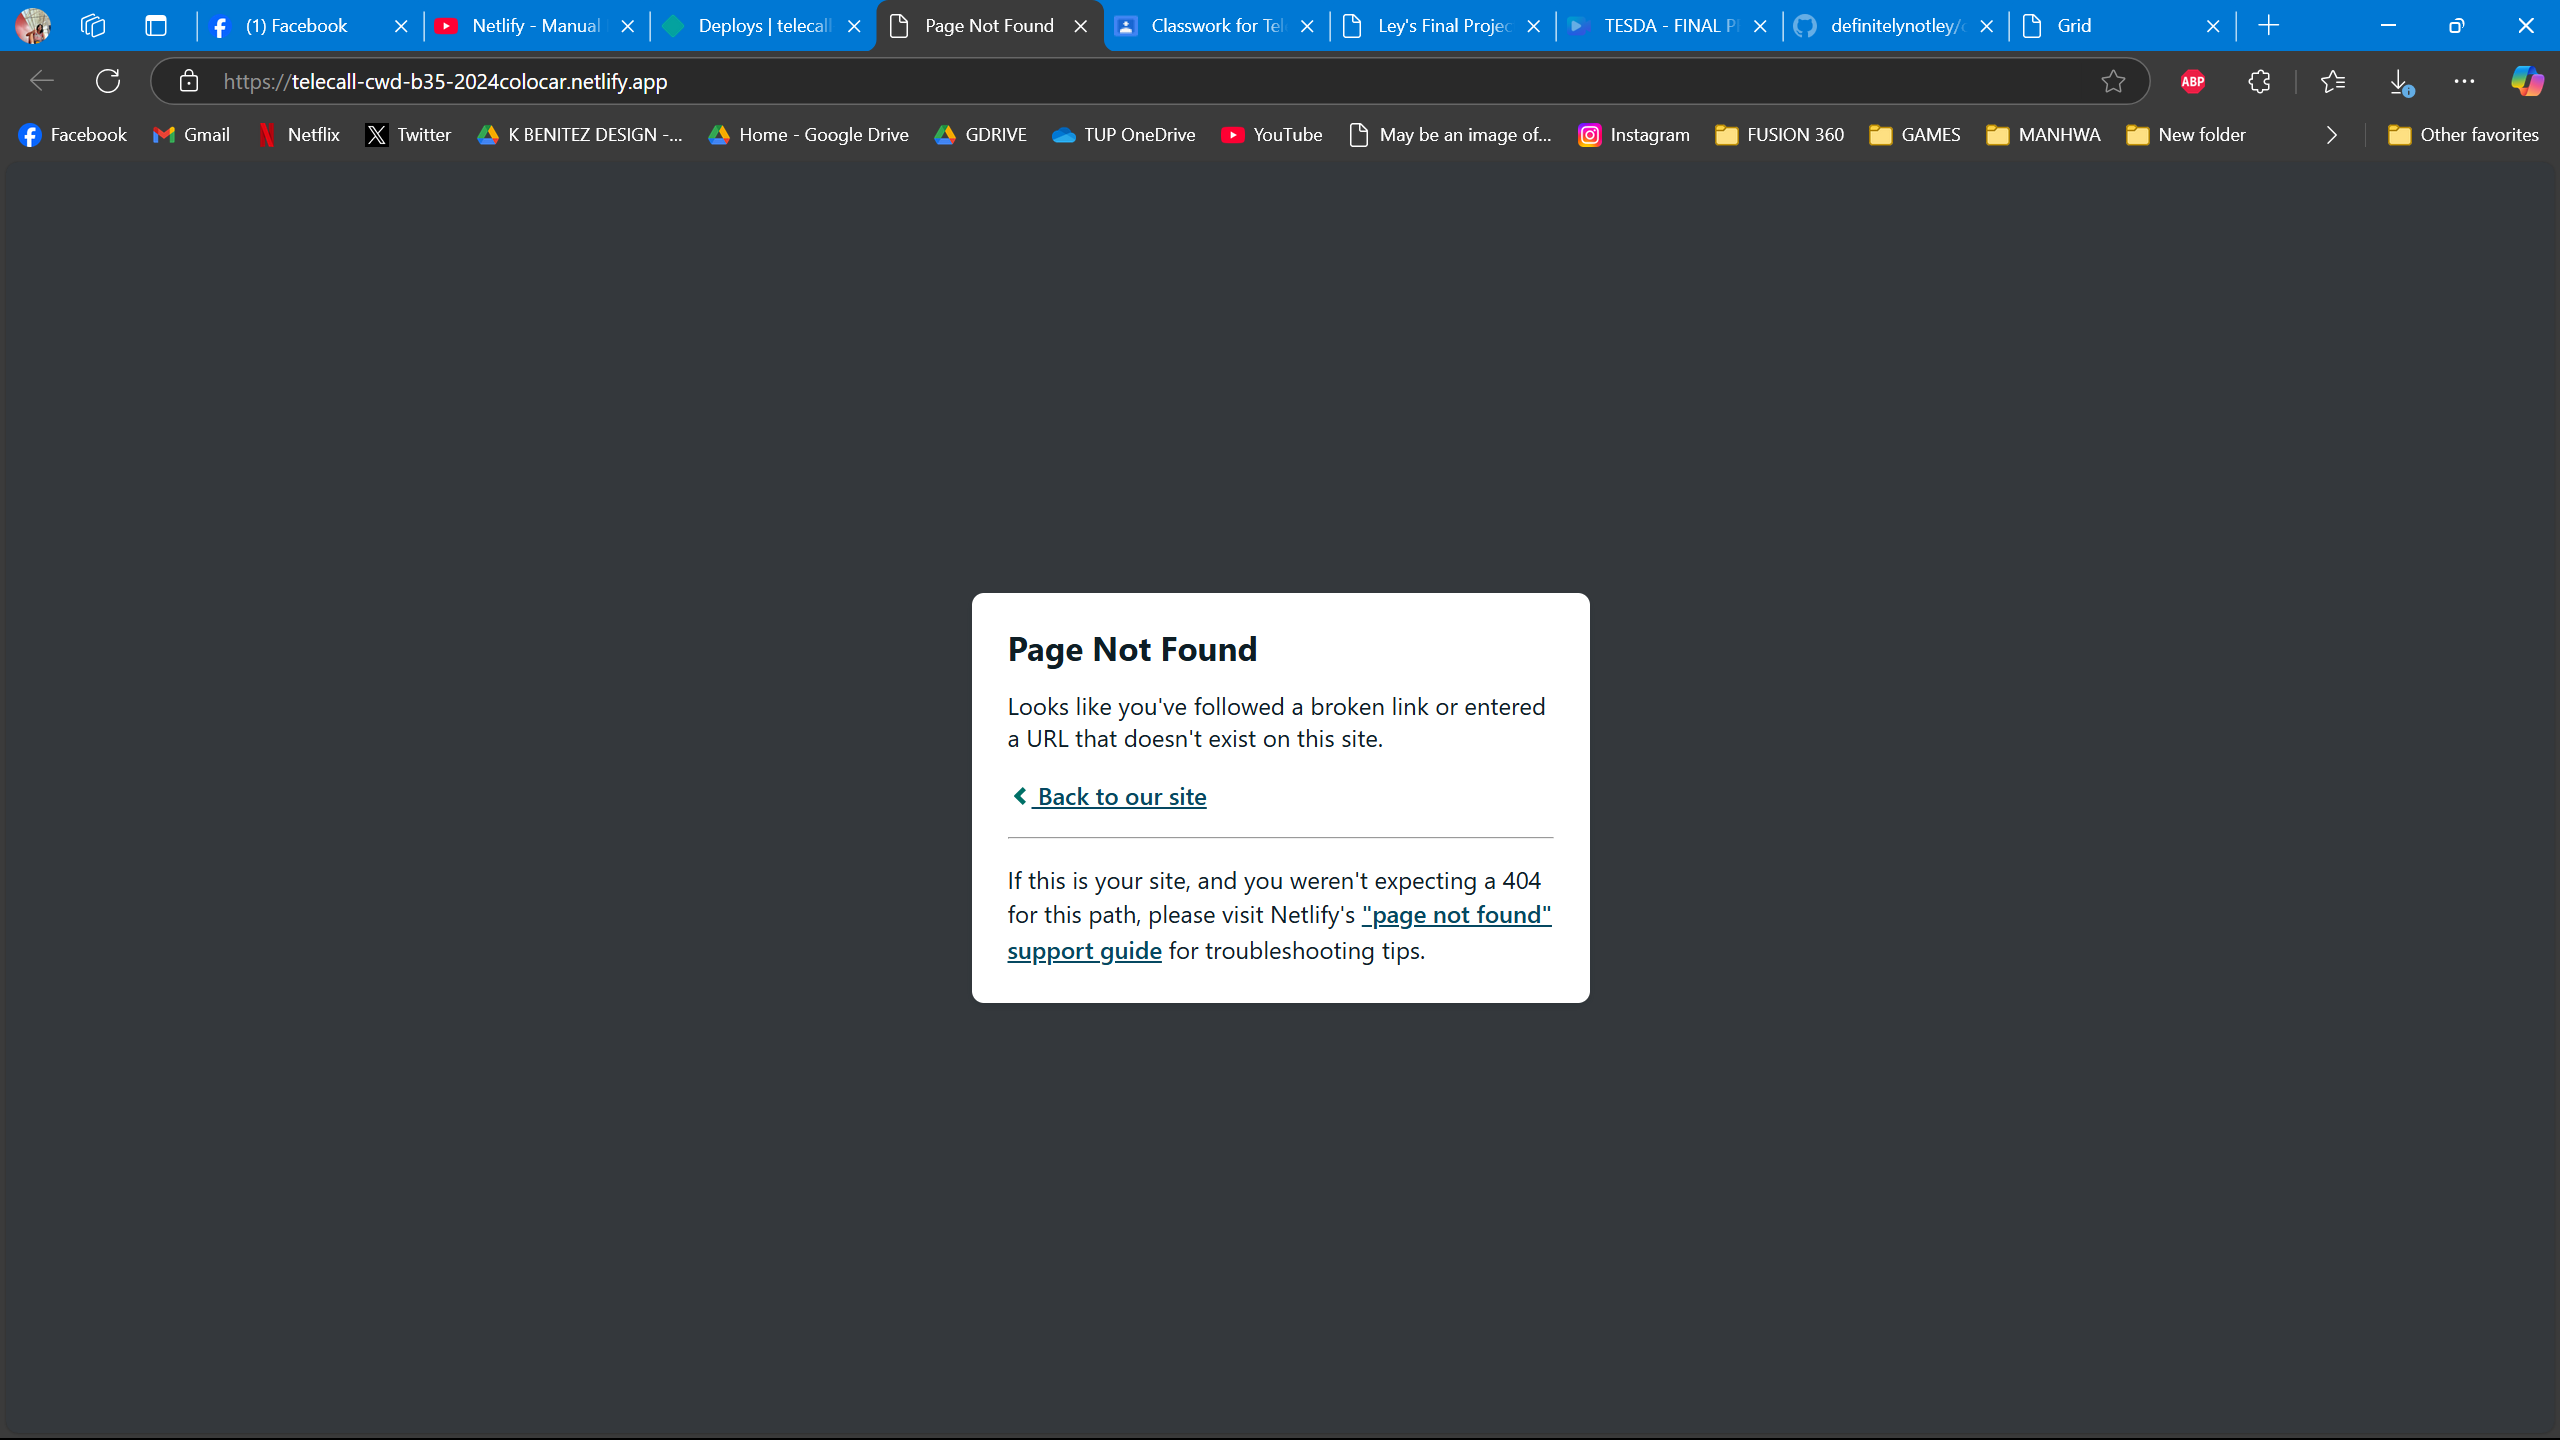 (1) Facebook
Netlify - Manual
Deploys | telecall
Page Not Found
Classwork for Tel
Ley's Final Projec
TESDA - FINAL P
definitelynotley/
Grid
https://telecall-cwd-b35-2024colocar.netlify.app
ABP
Facebook
Gmail
Netflix
Twitter
K BENITEZ DESIGN -...
Home - Google Drive
GDRIVE
TUP OneDrive
YouTube
May be an image of...
Instagram
FUSION 360
GAMES
MANHWA
New folder
Other favorites
Page Not Found
Looks like you've followed a broken link or entered
a URL that doesn't exist on this site.
Back to our site
If this is your site, and you weren't expecting a 404
for this path, please visit Netlify's "page not found"
support guide for troubleshooting tips.